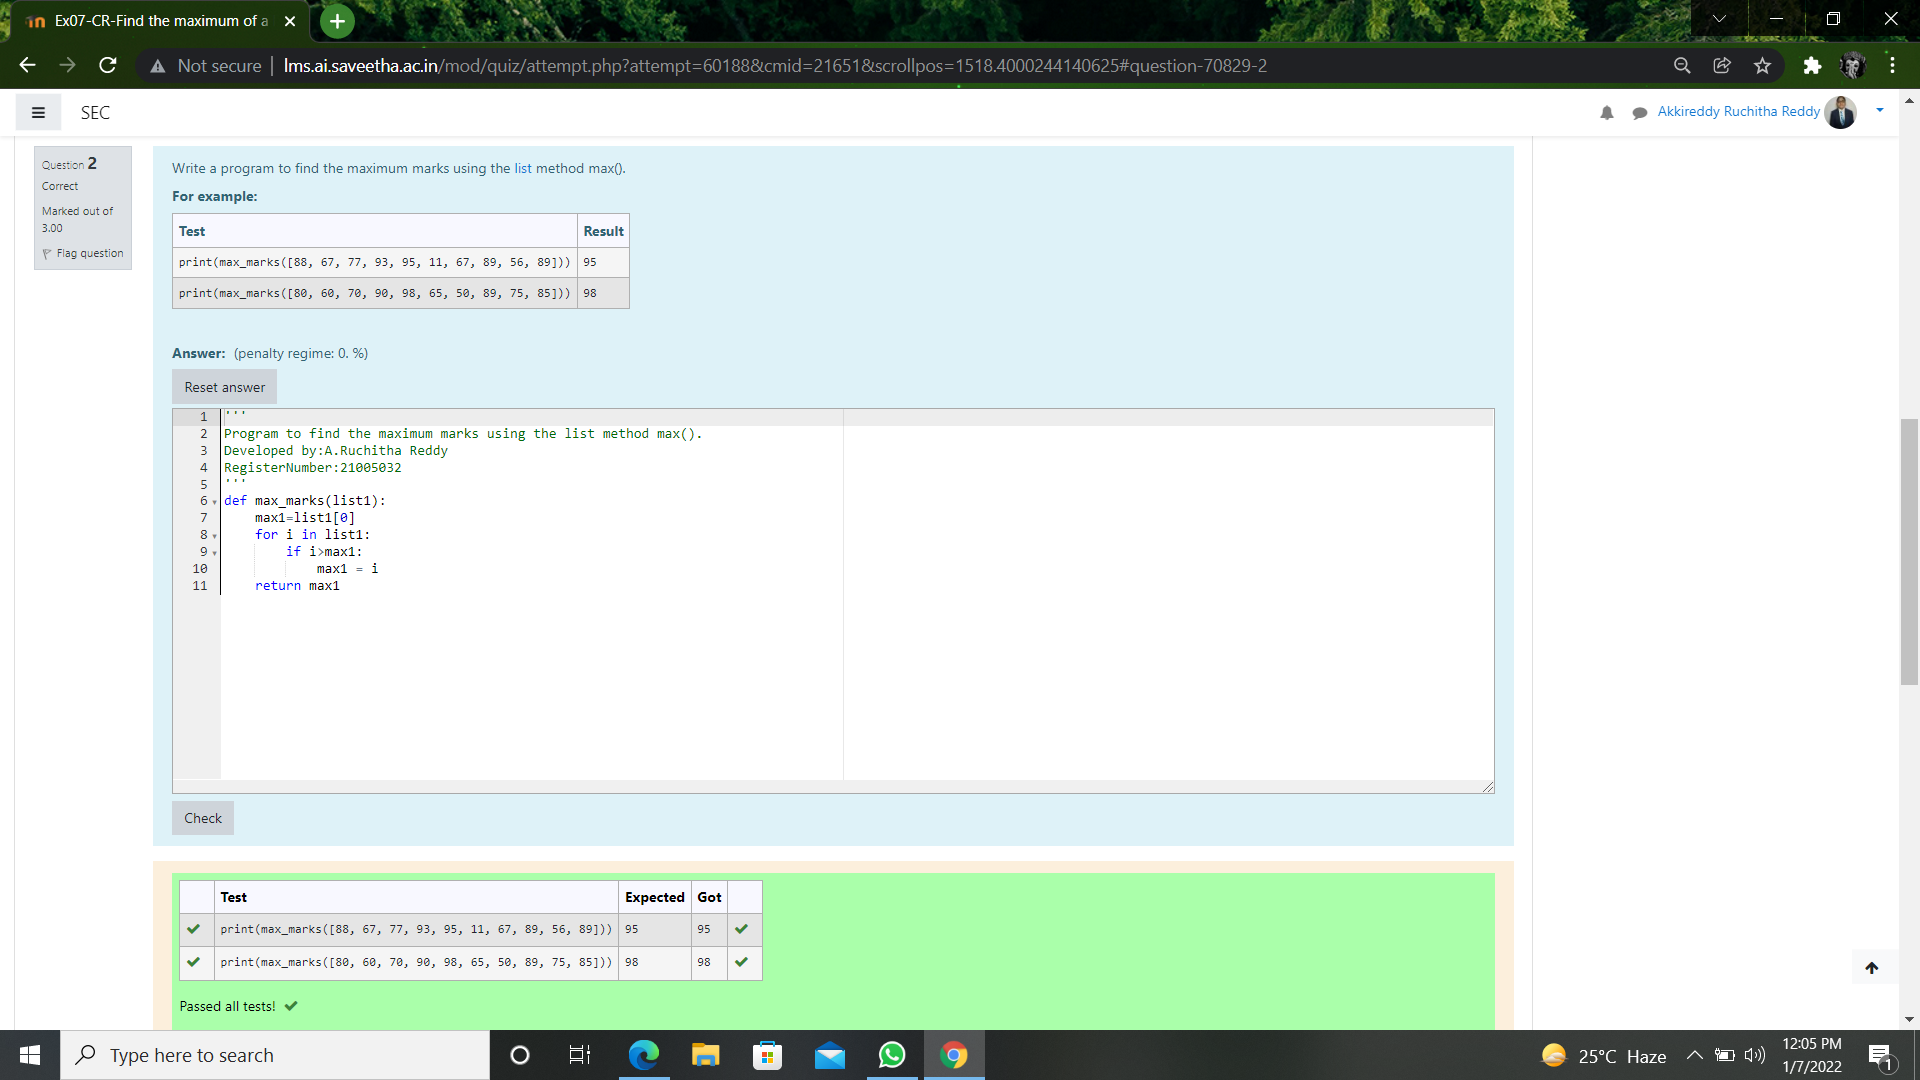 Ex07-CR-Find the maximum of a
Not secure | lms.ai.saveetha.ac.in/mod/quiz/attempt.php?attempt=60188&cmid=21651&scrollpos=1518.4000244140625#question-70829-2
SEC
Akkireddy Ruchitha Reddy
Question 2
Correct
Marked out of
3.00
Flag question
Write a program to find the maximum marks using the list method max().
For example:
Test Result
print(max_marks([88, 67, 77, 93, 95, 11, 67, 89, 56, 89])) 95
print(max_marks([80, 60, 70, 90, 98, 65, 50, 89, 75, 85])) 98
Answer: (penalty regime: 0. %)
Reset answer
1 '''
2 Program to find the maximum marks using the list method max().
3 Developed by:A.Ruchitha Reddy
4 RegisterNumber:21005032
5 '''
6 def max_marks(list1):
7 max1=list1[0]
8 for i in list1:
9 if i>max1:
10 max1 = i
11 return max1
Check
Test Expected Got
print(max_marks([88, 67, 77, 93, 95, 11, 67, 89, 56, 89])) 95 95
print(max_marks([80, 60, 70, 90, 98, 65, 50, 89, 75, 85])) 98 98
Passed all tests!
Type here to search
25°C Haze
12:05 PM
1/7/2022
1